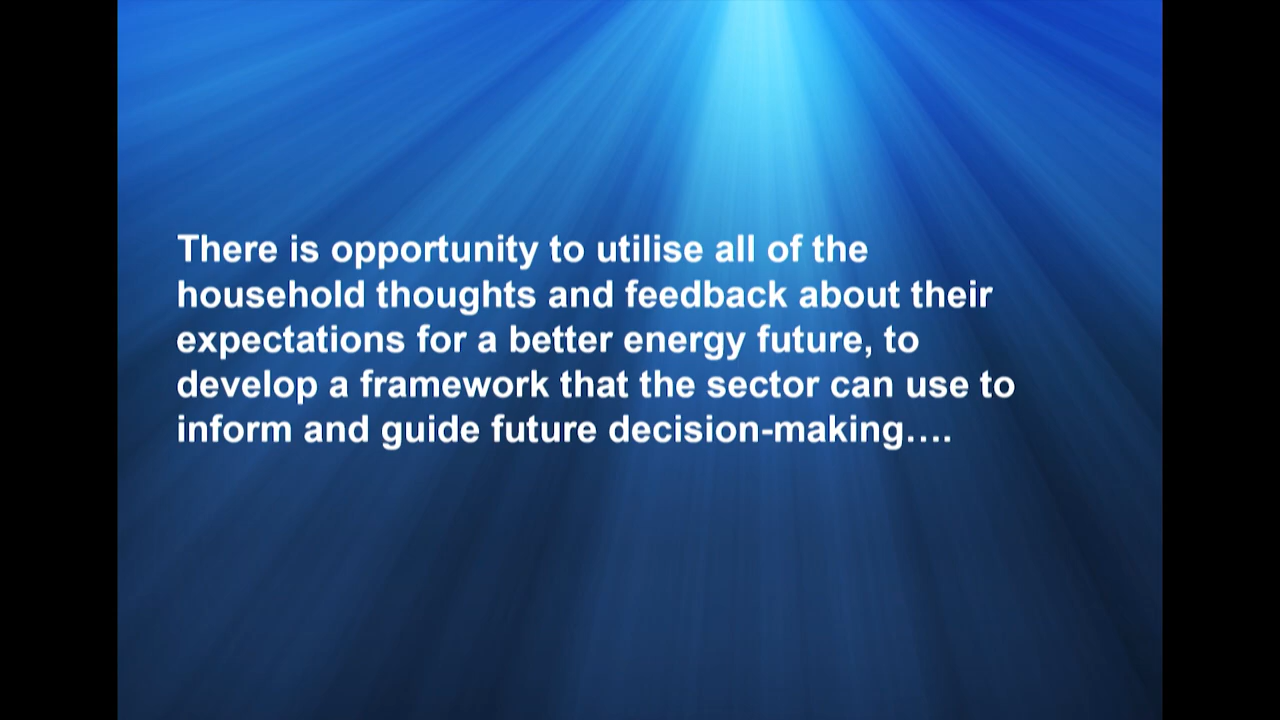 There is opportunity to utilise all of the
household thoughts and feedback about their
expectations for a better energy future, to
develop a framework that the sector can use to
inform and guide future decision-making….